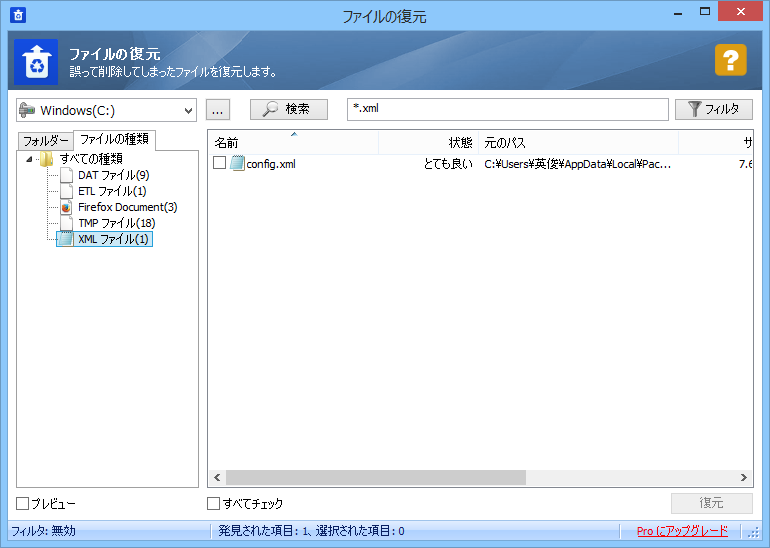 ファイルの復元
ファイルの復元
誤って削除してしまったファイルを復元します。
?
Windows(C:)
...
検索
*.xml
フィルタ
フォルダー
ファイルの種類
すべての種類
DAT ファイル(9)
ETL ファイル(1)
Firefox Document(3)
TMP ファイル(18)
XML ファイル(1)
名前 状態 元のパス サ
config.xml とても良い C:¥Users¥英俊¥AppData¥Local¥Pac... 7.6
プレビュー
すべてチェック
復元
フィルタ: 無効
発見された項目: 1、選択された項目: 0
Pro にアップグレード